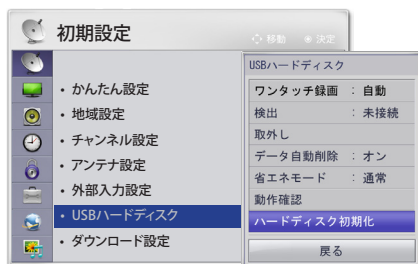 初期設定
移動 決定
・かんたん設定
・地域設定
・チャンネル設定
・アンテナ設定
・外部入力設定
・USBハードディスク
・ダウンロード設定
USBハードディスク
ワンタッチ録画 : 自動
検出 : 未接続
取外し
データ自動削除 : オン
省エネモード : 通常
動作確認
ハードディスク初期化
戻る